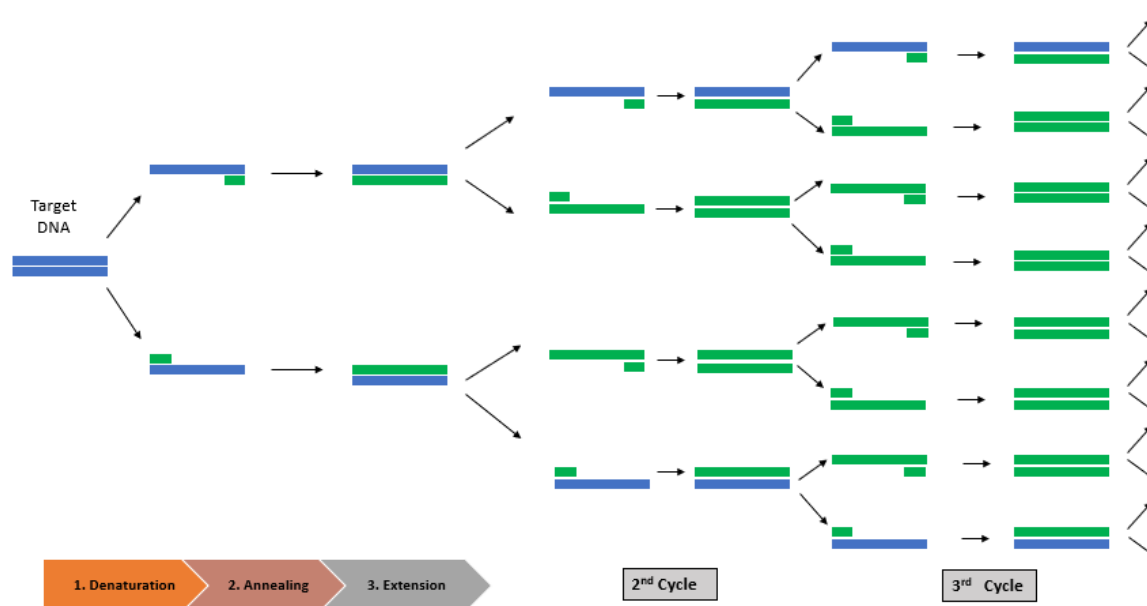 Target
DNA
1. Denaturation
2. Annealing
3. Extension
2nd Cycle
3rd Cycle